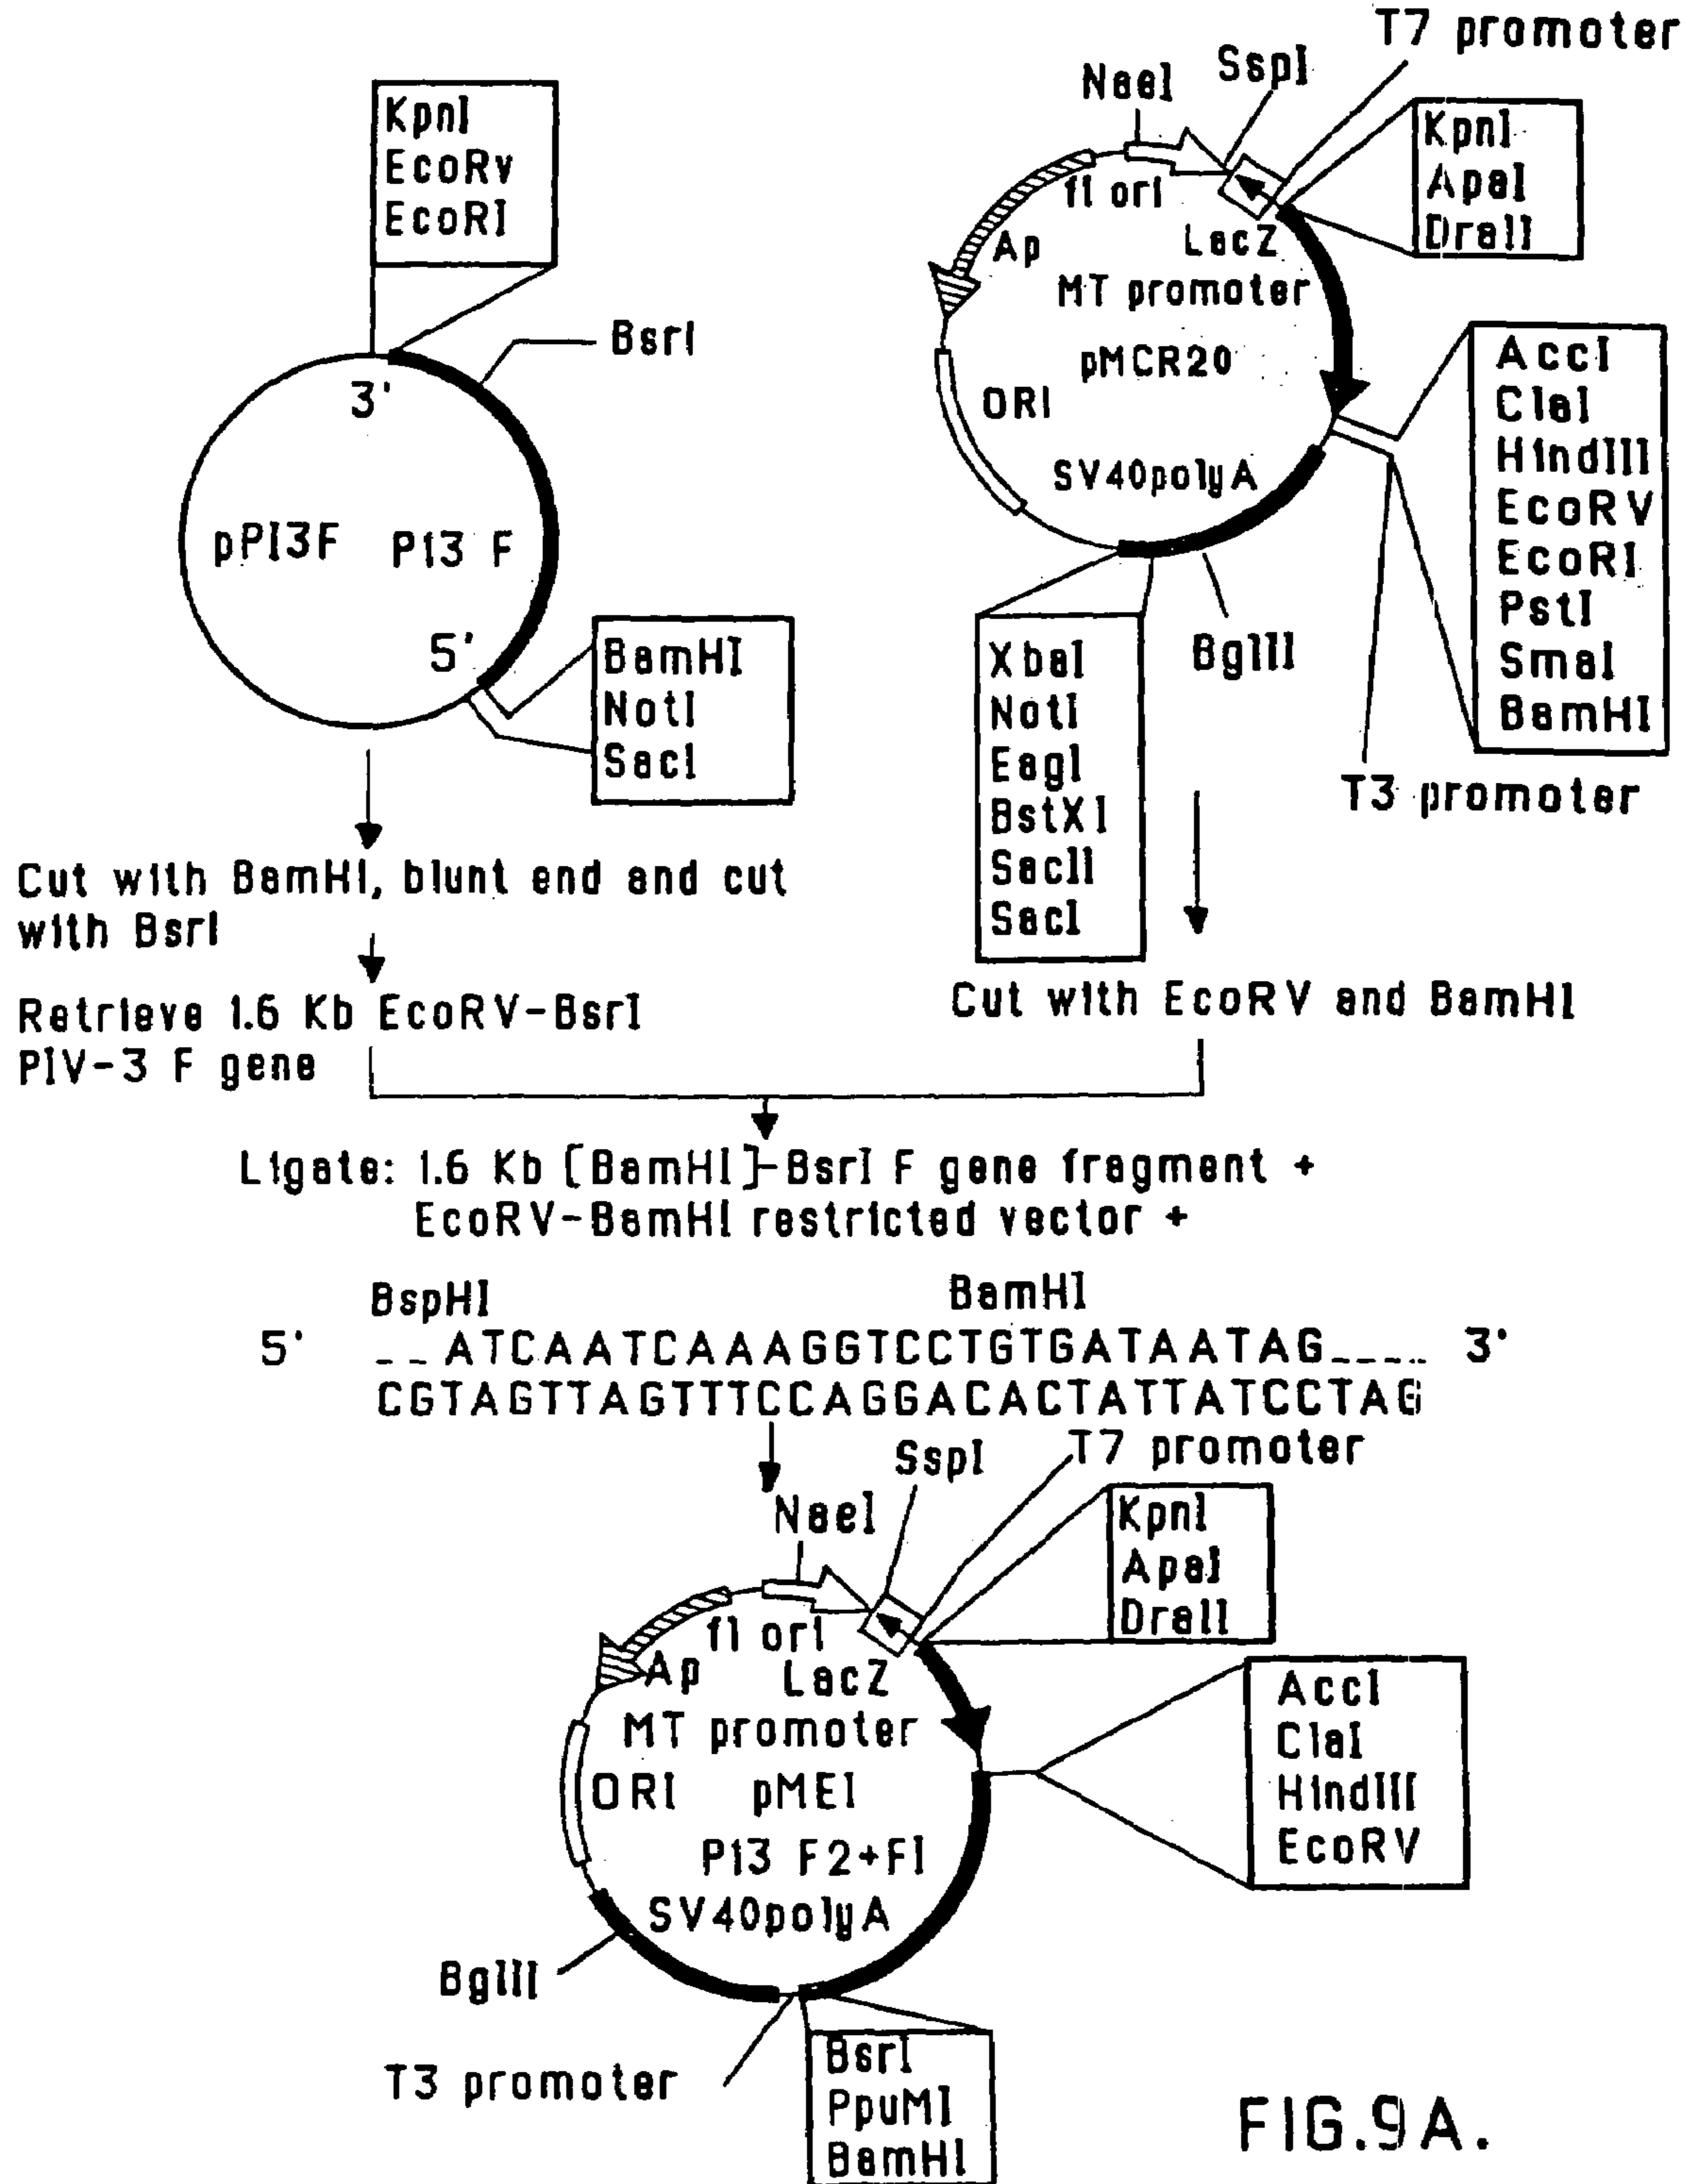 KpnI
EcoRv
EcoRI
BsrI
3'
pPI3F PI3 F
5'
BamHI
NotI
SacI
T7 promoter
NaeI
SspI
KpnI
ApaI
DraII
f1 ori
Ap
LacZ
MT promoter
pMCR20
ORI
SV40polyA
AccI
ClaI
HindIII
EcoRV
EcoRI
PstI
SmaI
BamHI
BglII
XbaI
NotI
EagI
BstXI
SacII
SacI
T3 promoter
Cut with BamHI, blunt end and cut
with BsrI
Retrieve 1.6 Kb EcoRV-BsrI
PIV-3 F gene
Cut with EcoRV and BamHI
Ligate: 1.6 Kb [BamHI]-BsrI F gene fragment +
EcoRV-BamHI restricted vector +
BspHI BamHI
5' _ _ ATCAATCAAAGGTCCTGTGATAATAG_ _ _ _ 3'
CGTAGTTAGTTTCCAGGACACTATTATCCTAG
SspI
T7 promoter
NaeI
KpnI
ApaI
DraII
f1 ori
Ap
LacZ
MT promoter
ORI
pMEI
PI3 F2+F1
SV40polyA
AccI
ClaI
HindIII
EcoRV
BglII
T3 promoter
BsrI
PpuMI
BamHI
FIG.9A.